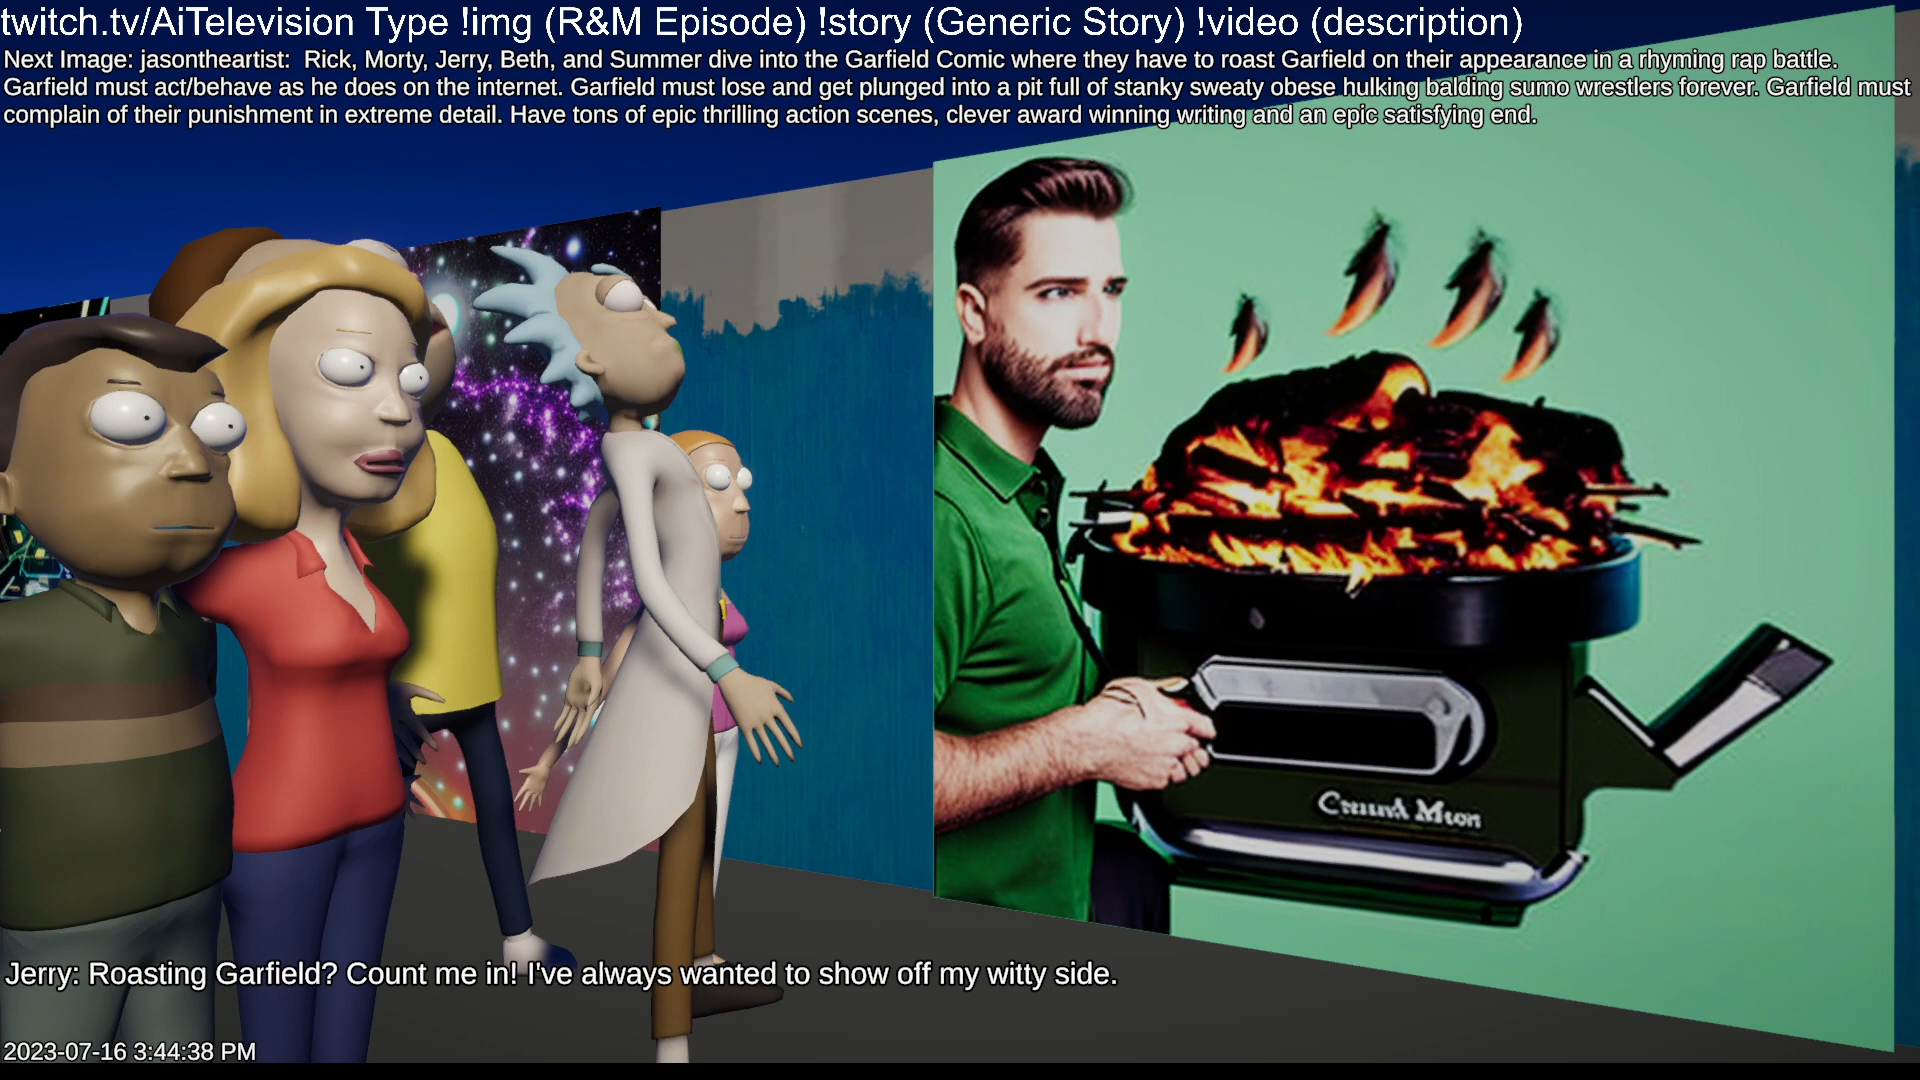 twitch.tv/AiTelevision Type !img (R&M Episode) !story (Generic Story) !video (description)
Next Image: jasontheartist:  Rick, Morty, Jerry, Beth, and Summer dive into the Garfield Comic where they have to roast Garfield on their appearance in a rhyming rap battle.
Garfield must act/behave as he does on the internet. Garfield must lose and get plunged into a pit full of stanky sweaty obese hulking balding sumo wrestlers forever. Garfield must
complain of their punishment in extreme detail. Have tons of epic thrilling action scenes, clever award winning writing and an epic satisfying end.
Jerry: Roasting Garfield? Count me in! I've always wanted to show off my witty side.
2023-07-16 3:44:38 PM